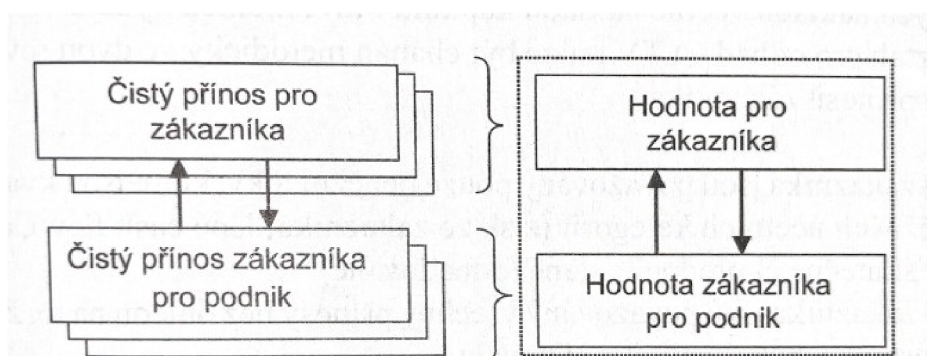 Čistý přínos pro
zákazníka
Hodnota pro
zákazníka
Čistý přínos zákazníka
pro podnik
Hodnota zákazníka
pro podnik